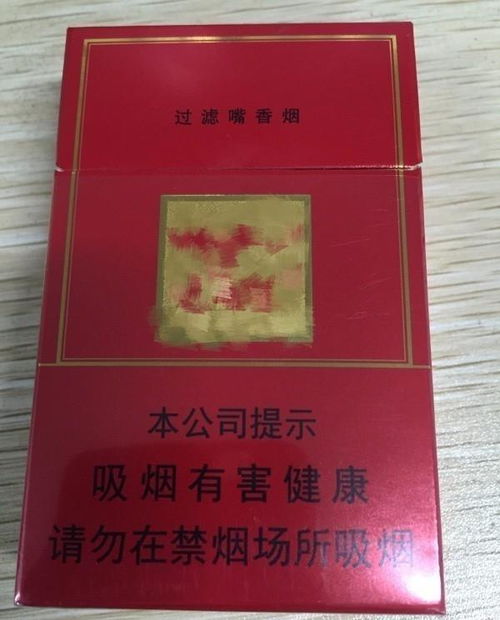 过滤嘴香烟
本公司提示
吸烟有害健康
请勿在禁烟场所吸烟